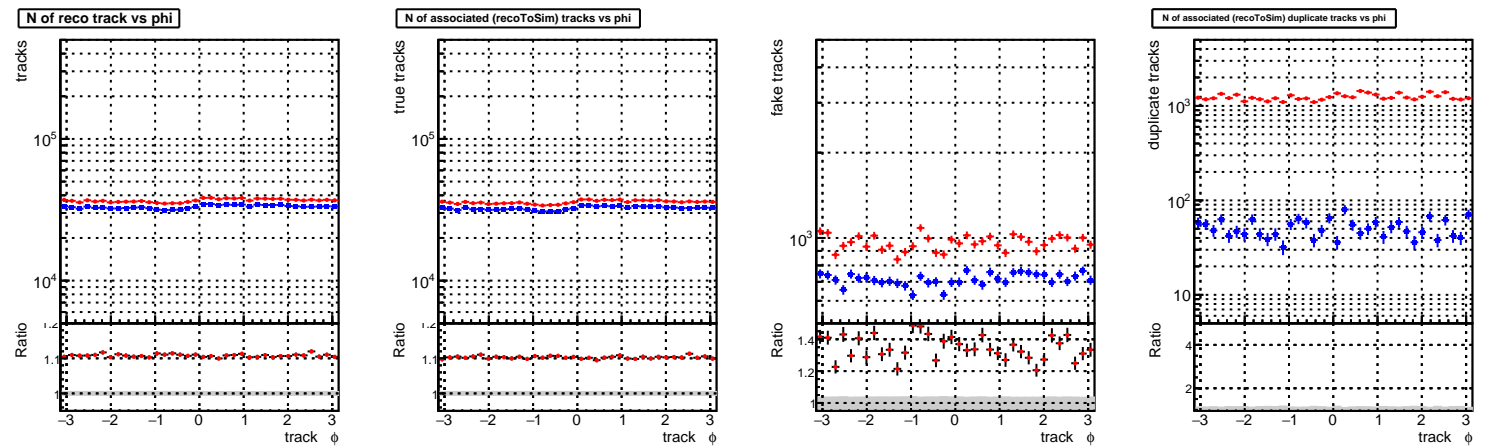 N of reco track vs phi
tracks
10^5
10^4
Ratio
1.2
1.1
1
−3 −2 −1 0 1 2 3
track ϕ
N of associated (recoToSim) tracks vs phi
true tracks
10^5
10^4
Ratio
1.2
1.1
1
−3 −2 −1 0 1 2 3
track ϕ
fake tracks
10^3
Ratio
1.4
1.2
1
−3 −2 −1 0 1 2 3
track ϕ
N of associated (recoToSim) duplicate tracks vs phi
duplicate tracks
10^3
10^2
10
Ratio
4
2
−3 −2 −1 0 1 2 3
track ϕ